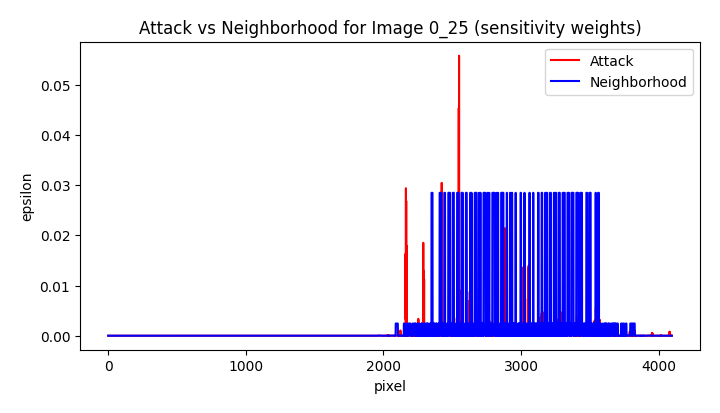 Attack vs Neighborhood for Image 0_25 (sensitivity weights)
Attack
Neighborhood
0.05
0.04
0.03
0.02
0.01
0.00
epsilon
0
1000
2000
3000
4000
pixel